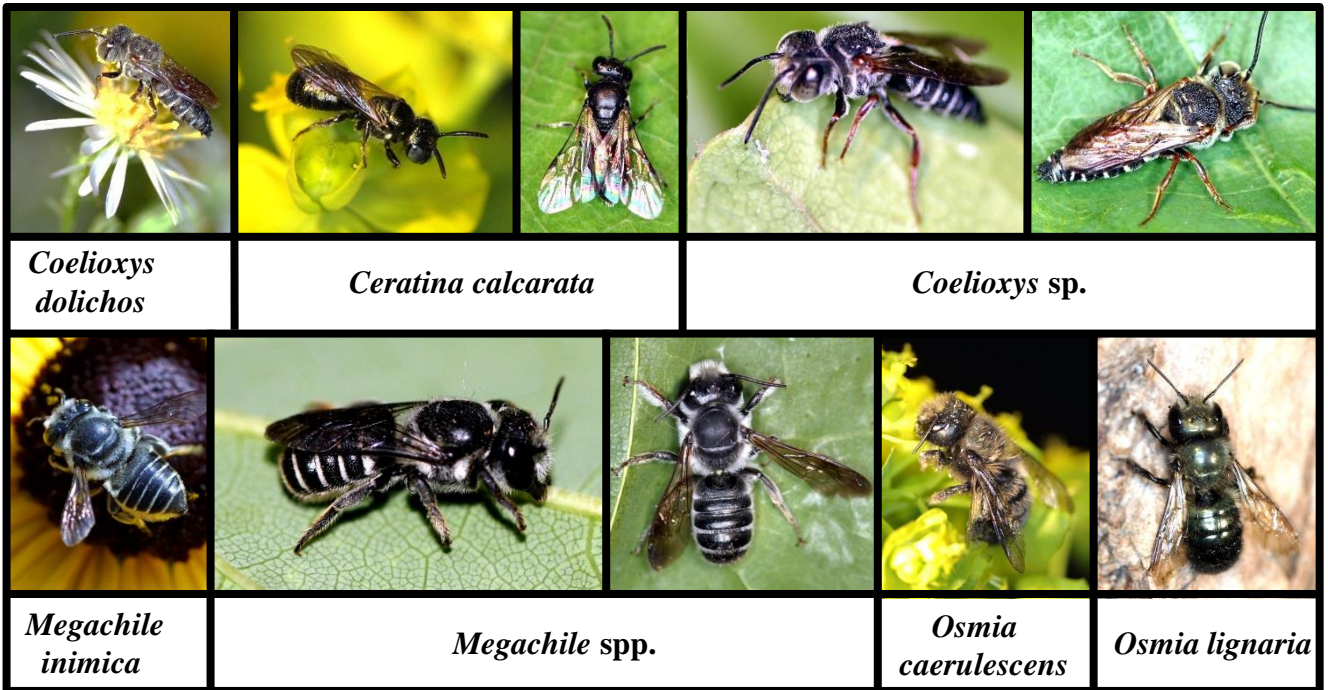 Coelioxys
dolichos
Ceratina calcarata
Coelioxys sp.
Megachile
inimica
Megachile spp.
Osmia
caerulescens
Osmia lignaria